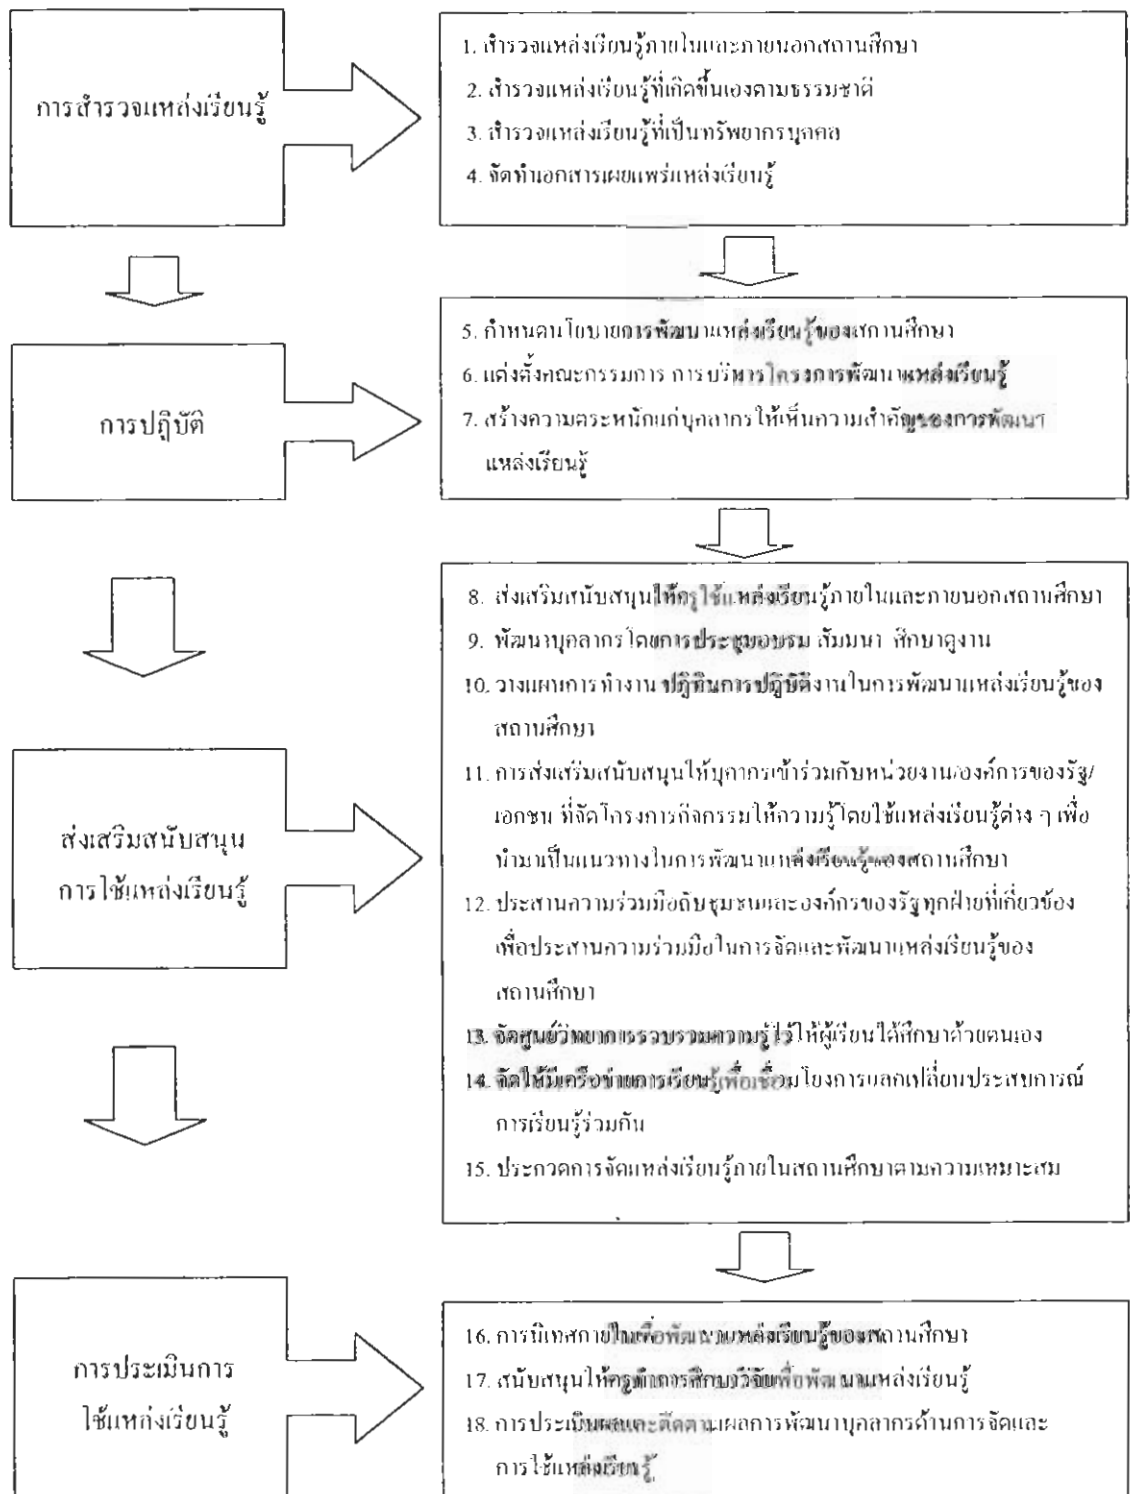 การสำรวจแหล่งเรียนรู้
1. สำรวจแหล่งเรียนรู้ภายในและภายนอกสถานศึกษา
2. สำรวจแหล่งเรียนรู้ที่เกิดขึ้นเองตามธรรมชาติ
3. สำรวจแหล่งเรียนรู้ที่เป็นทรัพยากรบุคคล
4. จัดทำเอกสารเผยแพร่แหล่งเรียนรู้
การปฏิบัติ
5. กำหนดนโยบายการพัฒนาแหล่งเรียนรู้ของสถานศึกษา
6. แต่งตั้งคณะกรรมการ การบริหารโครงการพัฒนาแหล่งเรียนรู้
7. สร้างความตระหนักแก่บุคลากรให้เห็นความสำคัญของการพัฒนา
แหล่งเรียนรู้
ส่งเสริมสนับสนุน
การใช้แหล่งเรียนรู้
8. ส่งเสริมสนับสนุนให้ครูใช้แหล่งเรียนรู้ภายในและภายนอกสถานศึกษา
9. พัฒนาบุคลากรโดยการประชุมอบรม สัมมนา ศึกษาดูงาน
10. วางแผนการทำงาน ปฏิทินการปฏิบัติงานในการพัฒนาแหล่งเรียนรู้ของ
สถานศึกษา
11. การส่งเสริมสนับสนุนให้บุคากรเข้าร่วมกับหน่วยงาน/องค์การของรัฐ/
เอกชน ที่จัดโครงการกิจกรรมให้ความรู้โดยใช้แหล่งเรียนรู้ต่าง ๆ เพื่อ
นำมาเป็นแนวทางในการพัฒนาแหล่งเรียนรู้ของสถานศึกษา
12. ประสานความร่วมมือกับชุมชนและองค์กรของรัฐทุกฝ่ายที่เกี่ยวข้อง
เพื่อประสานความร่วมมือในการจัดและพัฒนาแหล่งเรียนรู้ของ
สถานศึกษา
13. จัดศูนย์วิทยาการรวบรวมความรู้ไว้ให้ผู้เรียนได้ศึกษาด้วยตนเอง
14. จัดให้มีเครือข่ายการเรียนรู้เพื่อเชื่อมโยงการแลกเปลี่ยนประสบการณ์
การเรียนรู้ร่วมกัน
15. ประกวดการจัดแหล่งเรียนรู้ภายในสถานศึกษาตามความเหมาะสม
การประเมินการ
ใช้แหล่งเรียนรู้
16. การนิเทศภายในเพื่อพัฒนาแหล่งเรียนรู้ของสถานศึกษา
17. สนับสนุนให้ครูทำการศึกษาวิจัยเพื่อพัฒนาแหล่งเรียนรู้
18. การประเมินผลและติดตามผลการพัฒนาบุคลากรด้านการจัดและ
การใช้แหล่งเรียนรู้